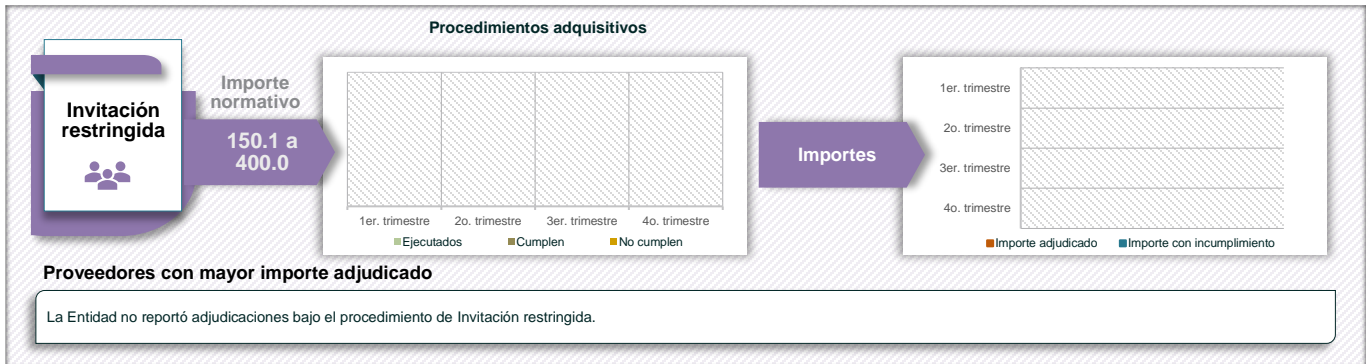 Procedimientos adquisitivos
Invitación
restringida
Importe
normativo
150.1 a
400.0
1er. trimestre
2o. trimestre
3er. trimestre
4o. trimestre
Ejecutados
Cumplen
No cumplen
Importes
1er. trimestre
2o. trimestre
3er. trimestre
4o. trimestre
Importe adjudicado
Importe con incumplimiento
Proveedores con mayor importe adjudicado
La Entidad no reportó adjudicaciones bajo el procedimiento de Invitación restringida.